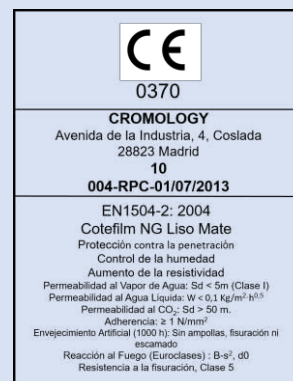 CE
0370
CROMOLOGY
Avenida de la Industria, 4, Coslada
28823 Madrid
10
004-RPC-01/07/2013
EN1504-2: 2004
Cotefilm NG Liso Mate
Protección contra la penetración
Control de la humedad
Aumento de la resistividad
Permeabilidad al Vapor de Agua: Sd < 5m (Clase I)
Permeabilidad al Agua Líquida: W < 0,1 Kg/m²·h⁰·⁵
Permeabilidad al CO₂: Sd > 50 m.
Adherencia: ≥ 1 N/mm²
Envejecimiento Artificial (1000 h): Sin ampollas, fisuración ni
escamado
Reacción al Fuego (Euroclases) : B-s², d0
Resistencia a la fisuración, Clase 5